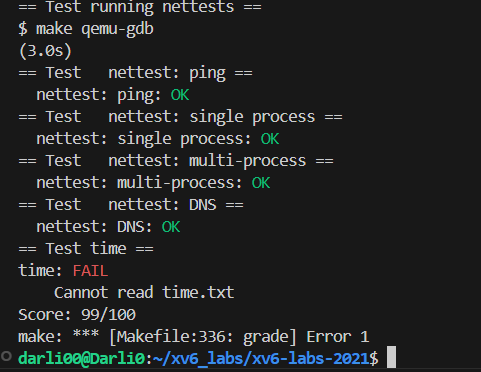 == Test running nettests ==
$ make qemu-gdb
(3.0s)
== Test   nettest: ping ==
  nettest: ping: OK
== Test   nettest: single process ==
  nettest: single process: OK
== Test   nettest: multi-process ==
  nettest: multi-process: OK
== Test   nettest: DNS ==
  nettest: DNS: OK
== Test time ==
time: FAIL
    Cannot read time.txt
Score: 99/100
make: *** [Makefile:336: grade] Error 1
darli00@Darli0:~/xv6_labs/xv6-labs-2021$